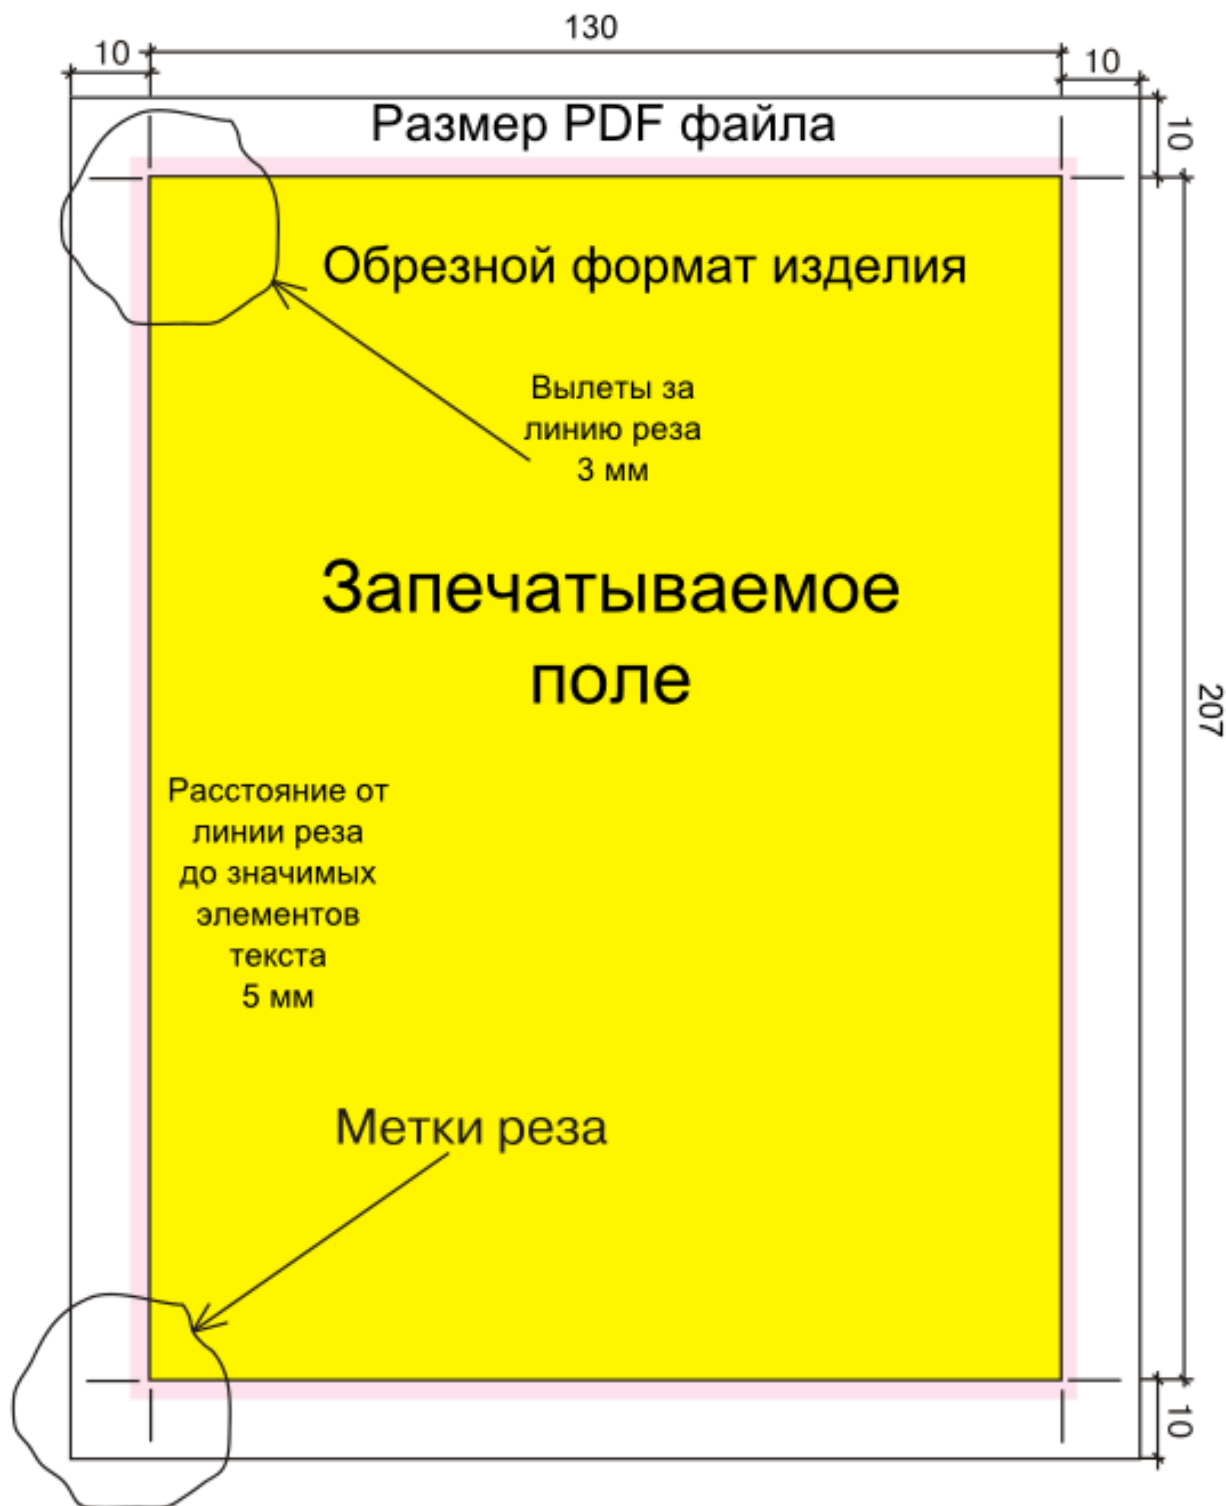 130
10
10
Размер PDF файла
10
Обрезной формат изделия
Вылеты за
линию реза
3 мм
Запечатываемое
поле
207
Расстояние от
линии реза
до значимых
элементов
текста
5 мм
Метки реза
10